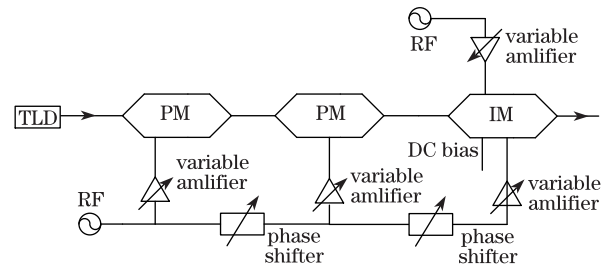 RF
variable
amlifier
TLD
PM
PM
IM
DC bias
variable
amlifier
variable
amlifier
variable
amlifier
RF
phase
shifter
phase
shifter